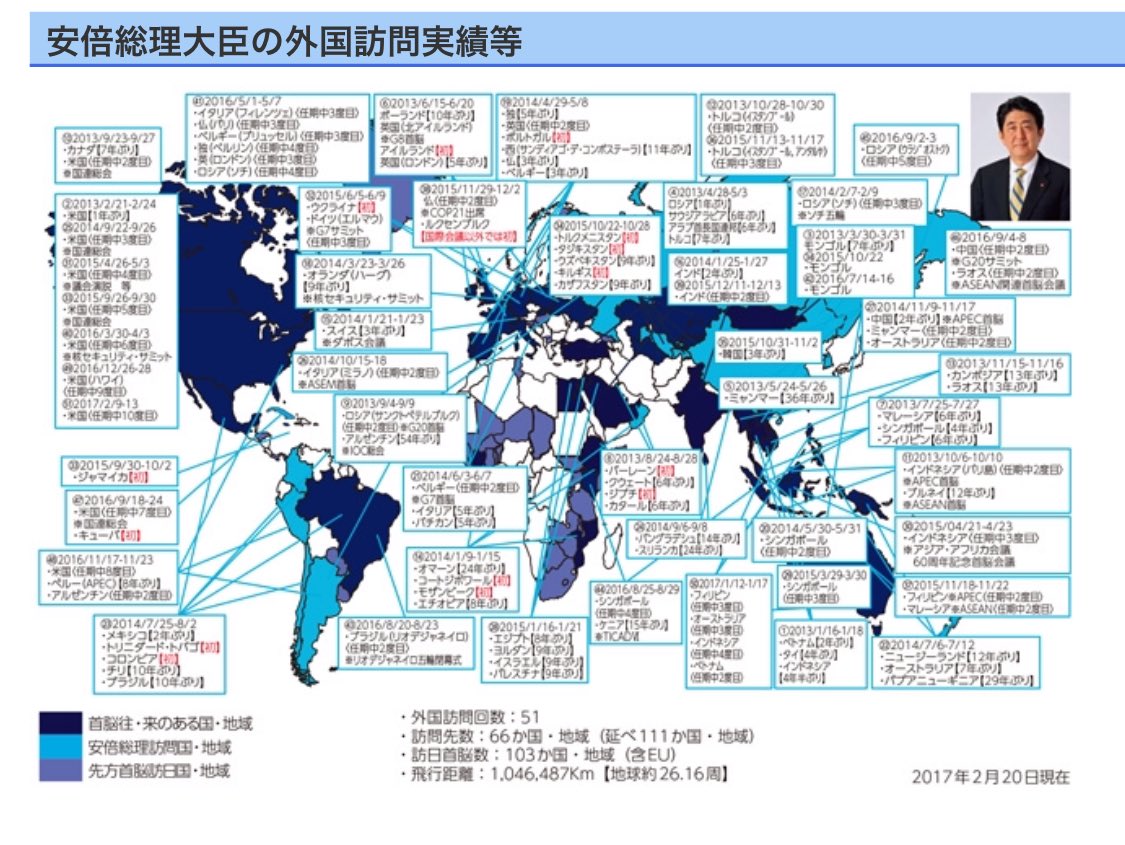 安倍総理大臣の外国訪問実績等
㊶2016/5/1-5/7
・イタリア(フィレンツェ)〈任期中3度目〉
・仏(パリ)〈任期中3度目〉
・ベルギー(ブリュッセル)〈任期中3度目〉
・独(ベルリン)〈任期中4度目〉
・英(ロンドン)〈任期中3度目〉
・ロシア(ソチ)〈任期中4度目〉
⑥2013/6/15-6/20
ポーランド【10年ぶり】
英国(北アイルランド)
※G8首脳
アイルランド【初】
英国(ロンドン)【5年ぶり】
⑲2014/4/29-5/8
・独【5年ぶり】
・英国〈任期中2度目〉
・ポルトガル【初】
・西(サンディアゴ・デ・コンポステーラ)【11年ぶり】
・仏【3年ぶり】
・ベルギー【3年ぶり】
⑫2013/10/28-10/30
・トルコ(イスタンブール)
〈任期中2度目〉
㊱2015/11/13-11/17
・トルコ(イスタンブール、アンタルヤ)
〈任期中3度目〉
㊺2016/9/2-3
・ロシア(ウラジオストク)
〈任期中5度目〉
⑩2013/9/23-9/27
・カナダ【7年ぶり】
・米国〈任期中2度目〉
※国連総会
②2013/2/21-2/24
・米国【1年ぶり】
㉕2014/9/22-9/26
・米国〈任期中3度目〉
※国連総会
㉛2015/4/26-5/3
・米国〈任期中4度目〉
※議会演説 等
㉝2015/9/26-9/30
・米国〈任期中5度目〉
※国連総会
㊵2016/3/30-4/3
・米国〈任期中6度目〉
※核セキュリティ・サミット
㊾2016/12/26-28
・米国(ハワイ)
〈任期中9度目〉
51 2017/2/9-13
・米国〈任期中10度目〉
㉜2015/6/5-6/9
・ウクライナ【初】
・ドイツ(エルマウ)
※G7サミット
〈任期中3度目〉
㊳2015/11/29-12/2
仏〈任期中2度目〉
※COP21出席
・ルクセンブルク
【国際会議以外では初】
㉞2015/10/22-10/28
・トルクメニスタン【初】
・タジキスタン【初】
・ウズベキスタン【9年ぶり】
・キルギス【初】
・カザフスタン【9年ぶり】
④2013/4/28-5/3
ロシア【1年ぶり】
サウジアラビア【6年ぶり】
アラブ首長国連邦【6年ぶり】
トルコ【7年ぶり】
⑰2014/2/7-2/9
・ロシア(ソチ)〈任期中3度目〉
※ソチ五輪
③2013/3/30-3/31
モンゴル【7年ぶり】
㉞2015/10/22
・モンゴル
㊷2016/7/14-16
・モンゴル
㊻2016/9/4-8
・中国〈任期中2度目〉
※G20サミット
・ラオス〈任期中2度目〉
※ASEAN関連首脳会議
⑱2014/3/23-3/26
・オランダ(ハーグ)
【9年ぶり】
※核セキュリティ・サミット
⑯2014/1/25-1/27
インド【2年ぶり】
㊴2015/12/11-12/13
・インド〈任期中2度目〉
⑮2014/1/21-1/23
・スイス【3年ぶり】
※ダボス会議
㉗2014/11/9-11/17
・中国【2年ぶり】※APEC首脳
・ミャンマー〈任期中2度目〉
・オーストラリア〈任期中2度目〉
㉟2015/10/31-11/2
・韓国【3年ぶり】
㉖2014/10/15-18
・イタリア(ミラノ)〈任期中2度目〉
※ASEM首脳
⑬2013/11/15-11/16
・カンボジア【13年ぶり】
・ラオス【13年ぶり】
⑤2013/5/24-5/26
・ミャンマー【36年ぶり】
⑨2013/9/4-9/9
・ロシア(サンクトペテルブルク)
〈任期中2度目〉※G20首脳
・アルゼンチン【54年ぶり】
※IOC総会
⑦2013/7/25-7/27
・マレーシア【6年ぶり】
・シンガポール【4年ぶり】
・フィリピン【6年ぶり】
⑧2013/8/24-8/28
・バーレーン【初】
・クウェート【6年ぶり】
・ジブチ【初】
・カタール【6年ぶり】
⑪2013/10/6-10/10
・インドネシア(バリ島)〈任期中2度目〉
※APEC首脳
・ブルネイ【12年ぶり】
※ASEAN首脳
㉝2015/9/30-10/2
・ジャマイカ【初】
㉑2014/6/3-6/7
・ベルギー〈任期中2度目〉
※G7首脳
・イタリア【5年ぶり】
・バチカン【5年ぶり】
㊼2016/9/18-24
・米国〈任期中7度目〉
※国連総会
・キューバ【初】
㉔2014/9/6-9/8
・バングラデシュ【14年ぶり】
・スリランカ【24年ぶり】
⑳2014/5/30-5/31
・シンガポール
〈任期中2度目〉
㉚2015/04/21-4/23
・インドネシア〈任期中3度目〉
※アジア・アフリカ会議
60周年記念首脳会議
㊽2016/11/17-11/23
・米国〈任期中8度目〉
・ペルー(APEC)【8年ぶり】
・アルゼンチン〈任期中2度目〉
⑭2014/1/9-1/15
・オマーン【24年ぶり】
・コートジボワール【初】
・モザンビーク【初】
・エチオピア【8年ぶり】
㊹2016/8/25-8/29
・シンガポール
〈任期中4度目〉
・ケニア【15年ぶり】
※TICADⅥ
㊿2017/1/12-1/17
・フィリピン
〈任期中3度目〉
・オーストラリア
〈任期中3度目〉
・インドネシア
〈任期中4度目〉
・ベトナム
〈任期中2度目〉
㉙2015/3/29-3/30
・シンガポール
〈任期中3度目〉
㊲2015/11/18-11/22
・フィリピン※APEC〈任期中2度目〉
・マレーシア※ASEAN〈任期中2度目〉
㉓2014/7/25-8/2
・メキシコ【2年ぶり】
・トリニダード・トバゴ【初】
・コロンビア【初】
・チリ【10年ぶり】
・ブラジル【10年ぶり】
㊸2016/8/20-8/23
・ブラジル(リオデジャネイロ)
〈任期中2度目〉
※リオデジャネイロ五輪閉幕式
㉘2015/1/16-1/21
・エジプト【8年ぶり】
・ヨルダン【9年ぶり】
・イスラエル【9年ぶり】
・パレスチナ【9年ぶり】
①2013/1/16-1/18
・ベトナム【2年ぶり】
・タイ【4年ぶり】
・インドネシア
【4年半ぶり】
㉒2014/7/6-7/12
・ニュージーランド【12年ぶり】
・オーストラリア【7年ぶり】
・パプアニューギニア【29年ぶり】
首脳往・来のある国・地域
安倍総理訪問国・地域
先方首脳訪日国・地域
・外国訪問回数：51
・訪問先数：66か国・地域（延べ111か国・地域）
・訪日首脳数：103か国・地域（含EU）
・飛行距離：1,046,487Km【地球約26.16周】
2017年2月20日現在